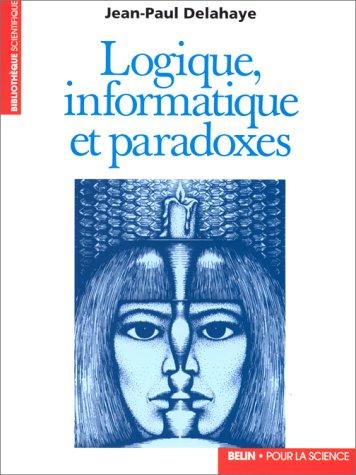 Jean-Paul Delahaye
BIBLIOTHÈQUE SCIENTIFIQUE
Logique,
informatique
et paradoxes
BELIN • POUR LA SCIENCE